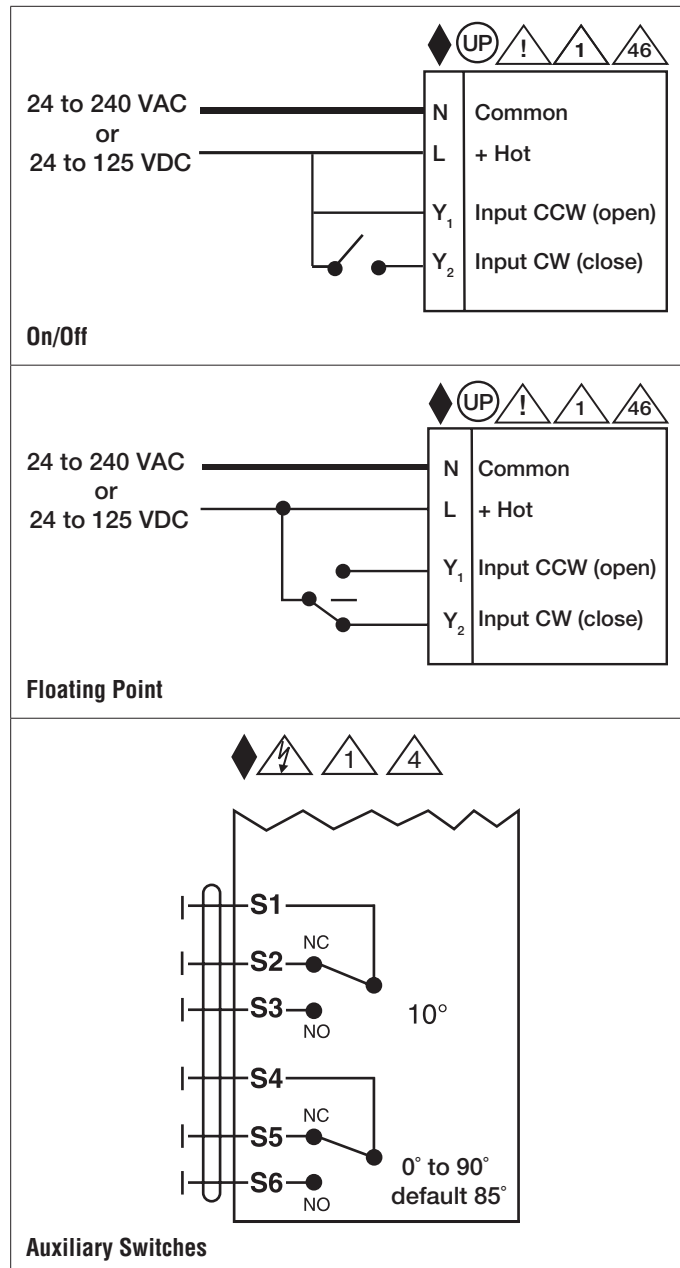 UP ! 1 46
24 to 240 VAC
or
24 to 125 VDC
N Common
L + Hot
Y1 Input CCW (open)
Y2 Input CW (close)
On/Off
UP ! 1 46
24 to 240 VAC
or
24 to 125 VDC
N Common
L + Hot
Y1 Input CCW (open)
Y2 Input CW (close)
Floating Point
1 4
S1
NC
S2
S3
NO
10°
S4
NC
S5
S6
NO
0° to 90°
default 85°
Auxiliary Switches